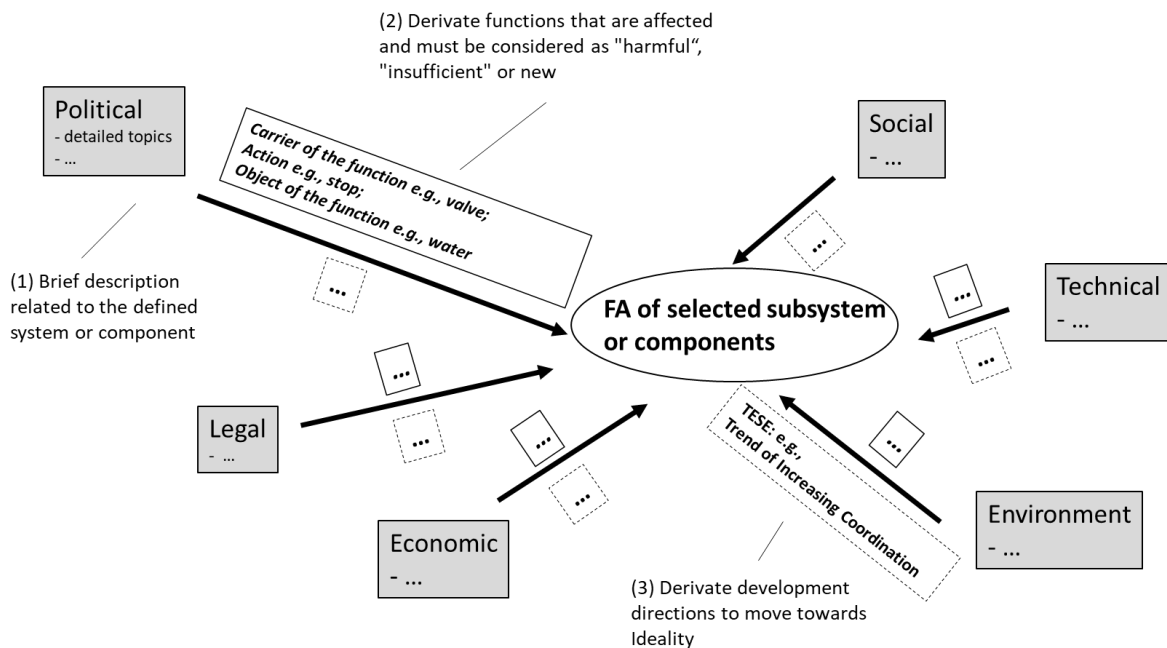 (2) Derivate functions that are affected
and must be considered as "harmful“,
"insufficient" or new
Political
- detailed topics
- ...
Carrier of the function e.g., valve;
Action e.g., stop;
Object of the function e.g., water
...
(1) Brief description
related to the defined
system or component
Social
- ...
...
Technical
- ...
...
...
FA of selected subsystem
or components
Legal
- ...
...
...
Economic
- ...
...
...
TESE: e.g.,
Trend of Increasing Coordination
...
Environment
- ...
(3) Derivate development
directions to move towards
Ideality